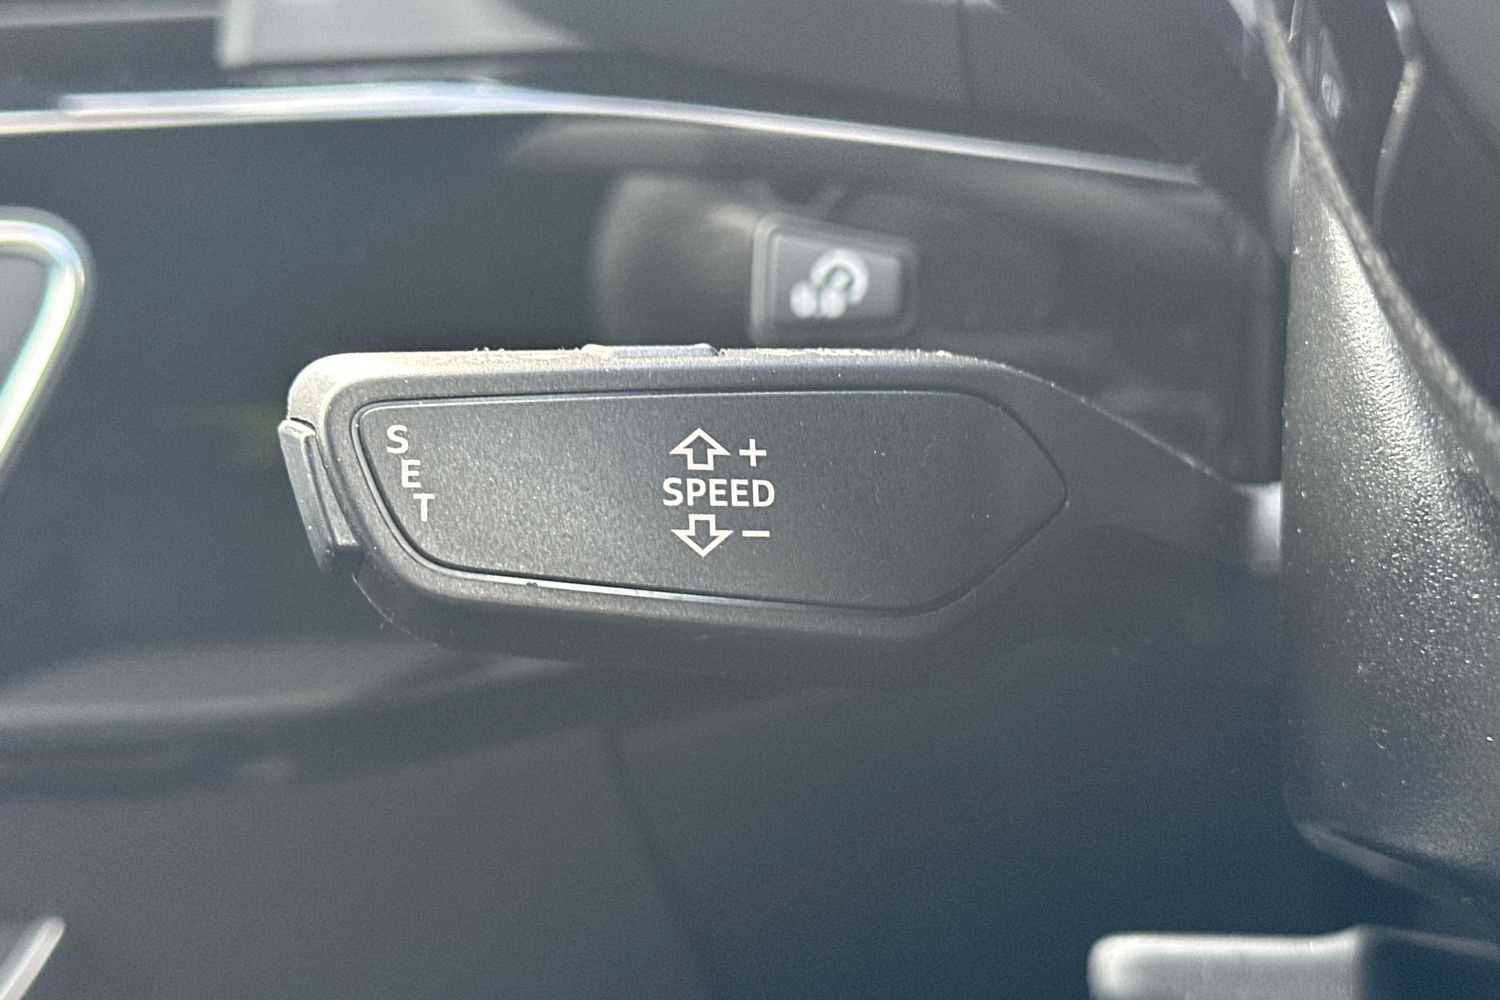 SET
+
SPEED
−